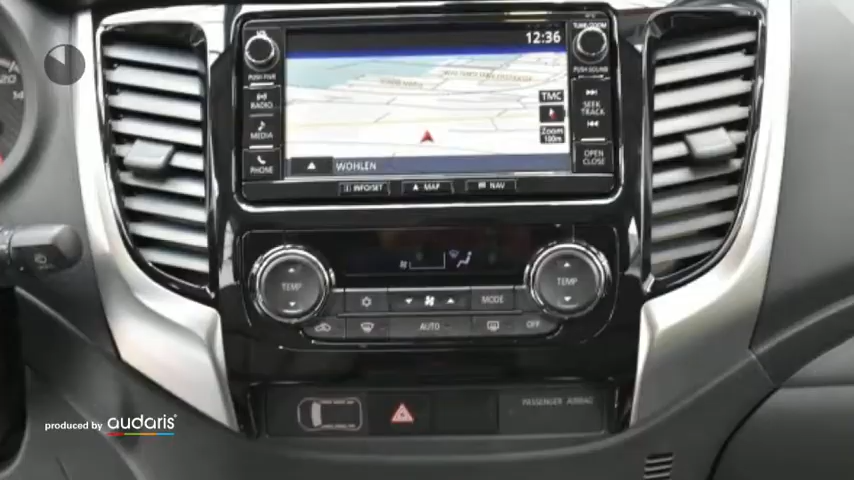 12:36
TUNE/ZOOM
PUSH PWR
PUSH SOUND
RADIO
MEDIA
PHONE
TMC
Zoom
100m
SEEK
TRACK
OPEN
CLOSE
WOHLEN
INFO/SET
MAP
NAV
TEMP
TEMP
MODE
AUTO
OFF
PASSENGER AIRBAG
produced by audaris